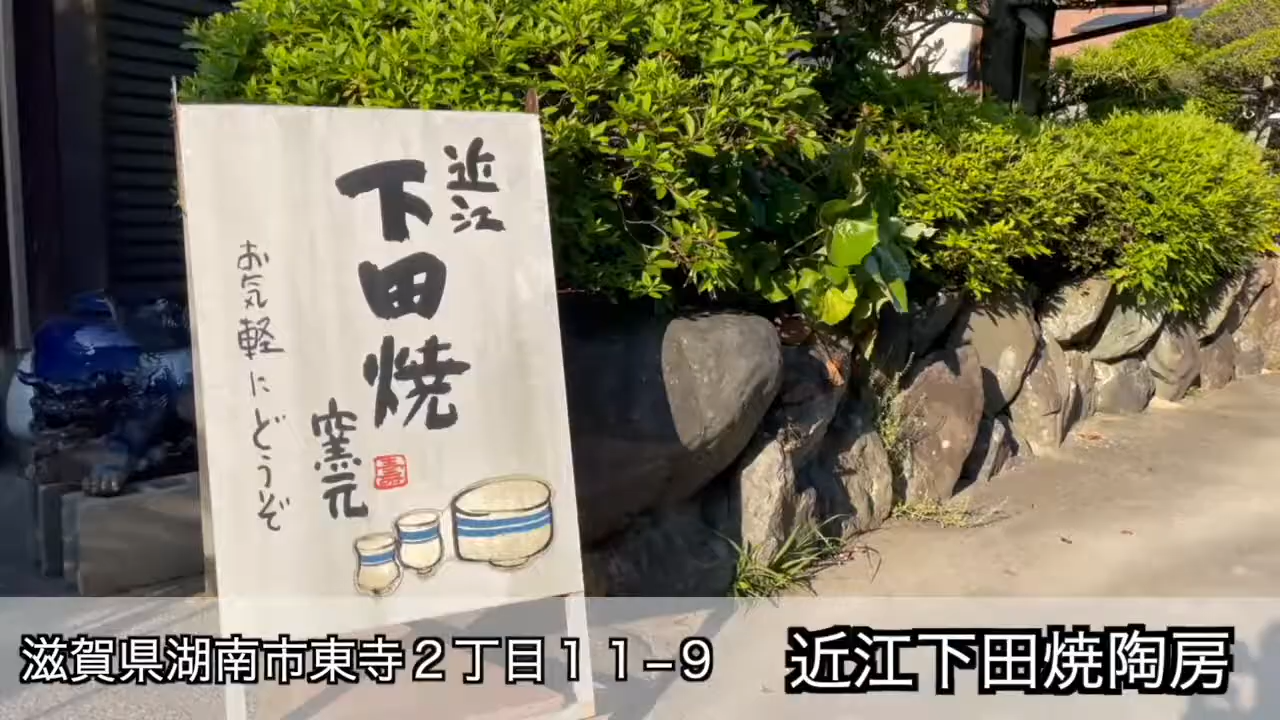 近江
下田焼
窯元
お気軽にどうぞ
滋賀県湖南市東寺２丁目１１−９
近江下田焼陶房